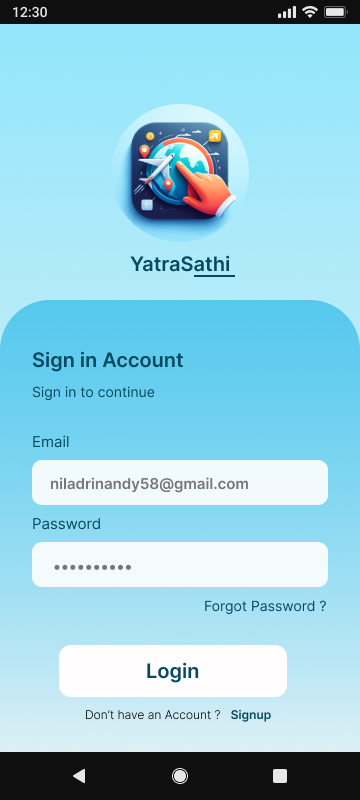 12:30
YatraSathi
Sign in Account
Sign in to continue
Email
niladrinandy58@gmail.com
Password
••••••••••
Forgot Password ?
Login
Don't have an Account ? Signup